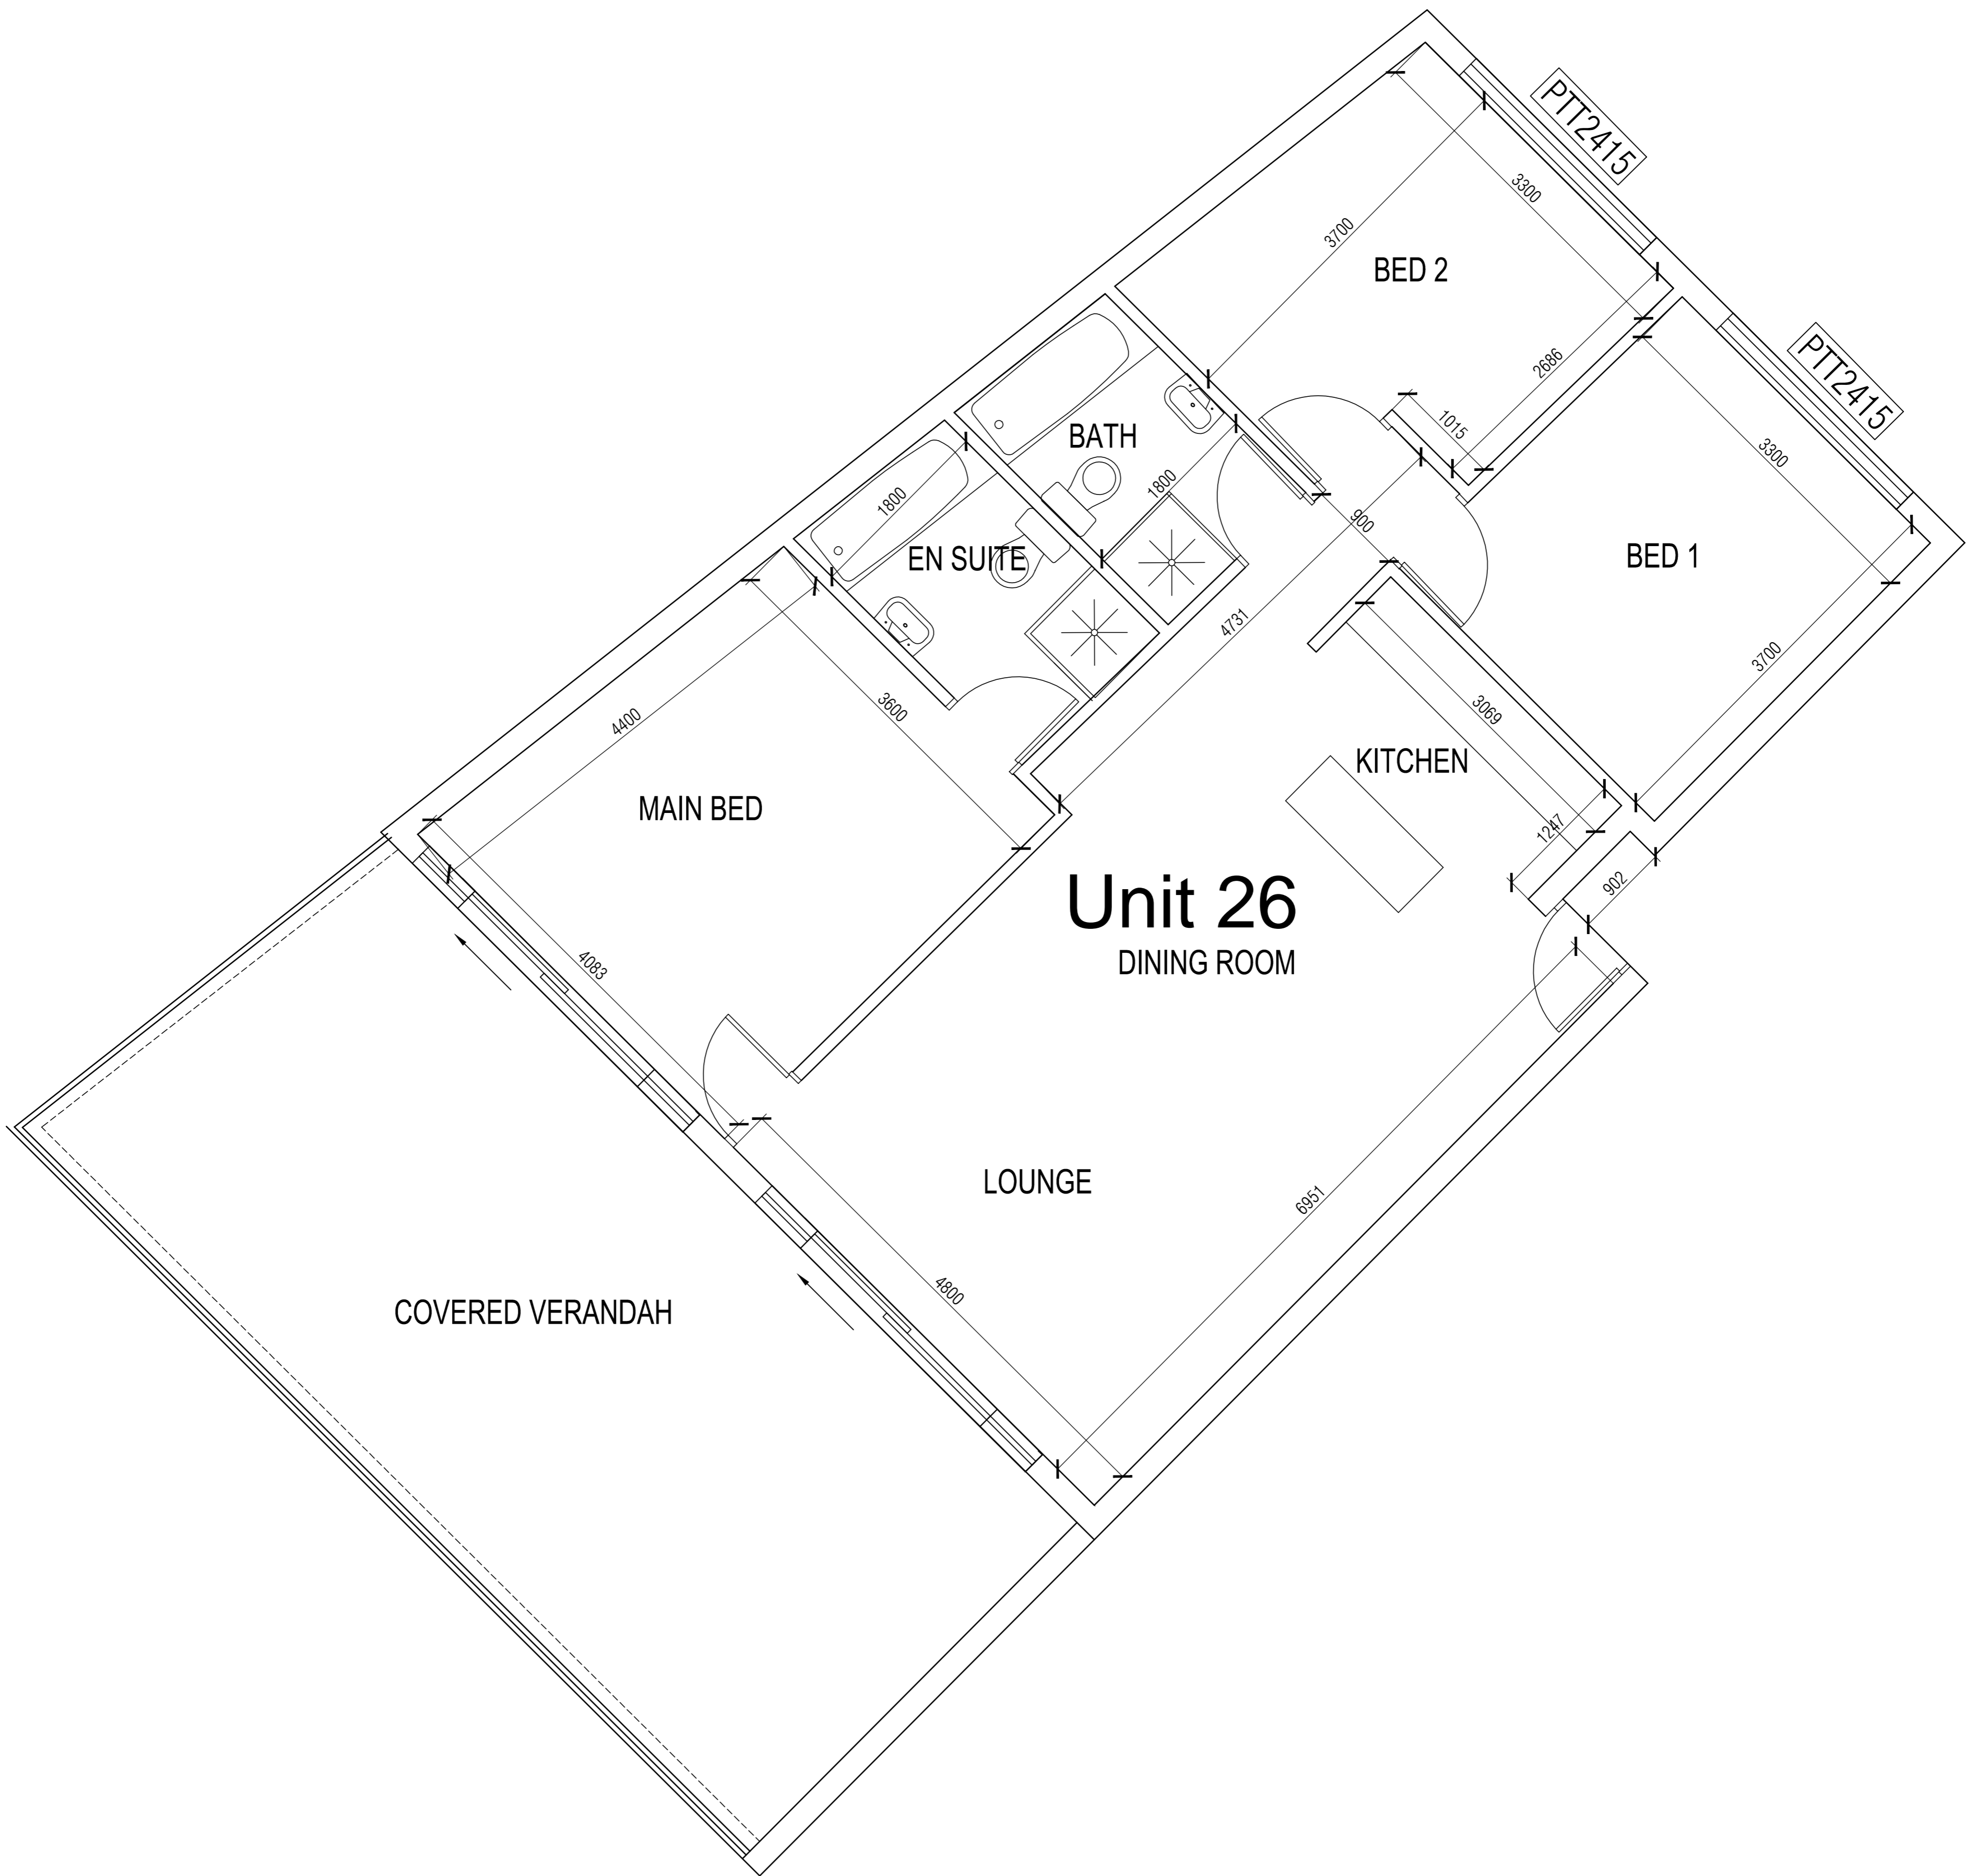 PTT2415
3300
3700
BED 2
PTT2415
2686
1015
BATH
3300
1800
1800
900
EN SUITE
BED 1
4731
3700
3600
3069
4400
KITCHEN
MAIN BED
1247
902
Unit 26
DINING ROOM
4083
LOUNGE
6951
4800
COVERED VERANDAH